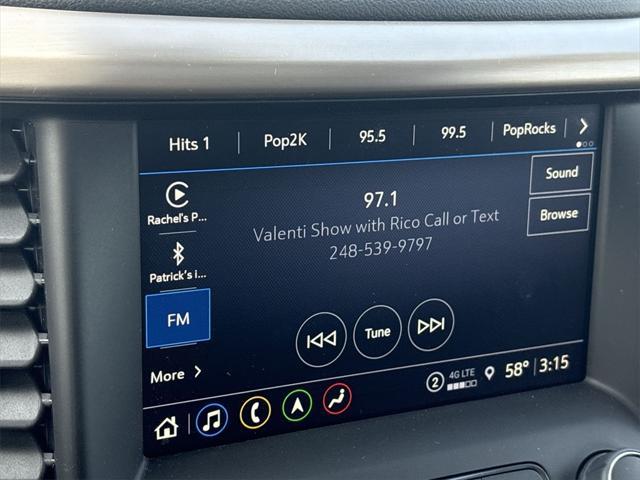 Hits 1 Pop2K 95.5 99.5 PopRocks
Rachel's P...
Patrick's i...
FM
More
97.1
Valenti Show with Rico Call or Text
248-539-9797
Sound
Browse
Tune
2 4G LTE 58° 3:15